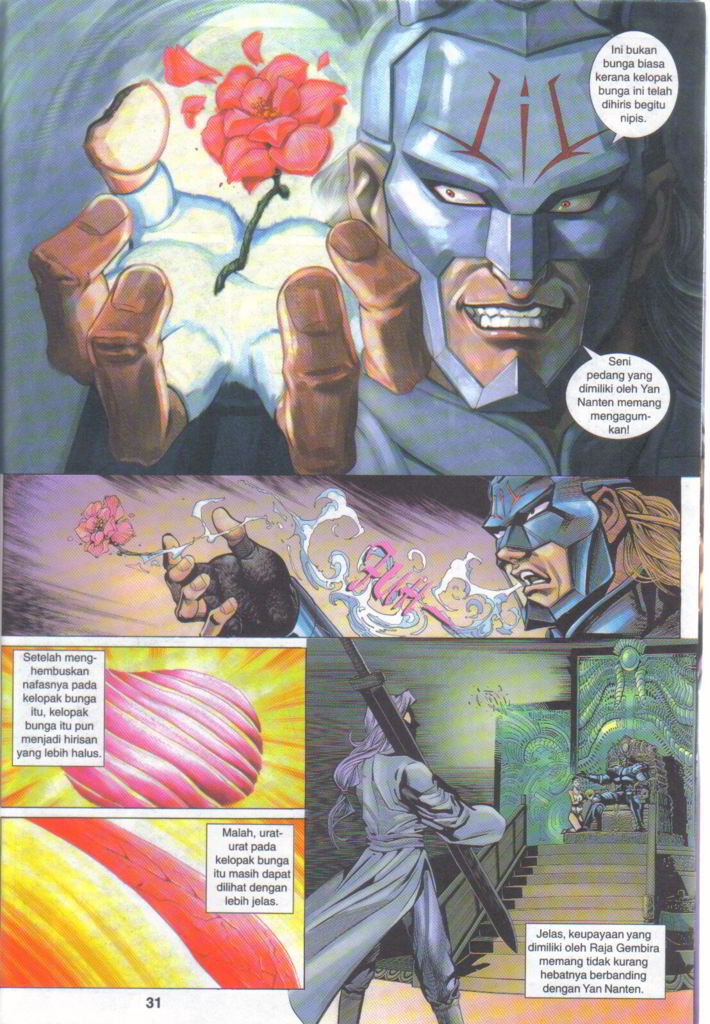 Ini bukan
bunga biasa
kerana kelopak
bunga ini telah
dihiris begitu
nipis.
Seni
pedang yang
dimiliki oleh Yan
Nanten memang
mengagum-
kan!
FUH
Setelah meng-
hembuskan
nafasnya pada
kelopak bunga
itu, kelopak
bunga itu pun
menjadi hirisan
yang lebih halus.
Malah, urat-
urat pada
kelopak bunga
itu masih dapat
dilihat dengan
lebih jelas.
Jelas, keupayaan yang
dimiliki oleh Raja Gembira
memang tidak kurang
hebatnya berbanding
dengan Yan Nanten.
31